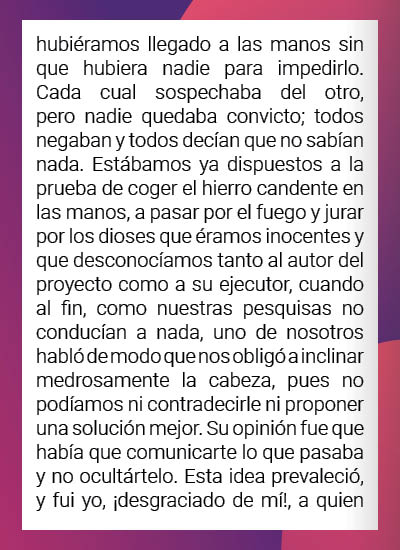 hubiéramos llegado a las manos sin
que hubiera nadie para impedirlo.
Cada cual sospechaba del otro,
pero nadie quedaba convicto; todos
negaban y todos decían que no sabían
nada. Estábamos ya dispuestos a la
prueba de coger el hierro candente en
las manos, a pasar por el fuego y jurar
por los dioses que éramos inocentes y
que desconocíamos tanto al autor del
proyecto como a su ejecutor, cuando
al fin, como nuestras pesquisas no
conducían a nada, uno de nosotros
habló de modo que nos obligó a inclinar
medrosamente la cabeza, pues no
podíamos ni contradecirle ni proponer
una solución mejor. Su opinión fue que
había que comunicarte lo que pasaba
y no ocultártelo. Esta idea prevaleció,
y fui yo, ¡desgraciado de mí!, a quien